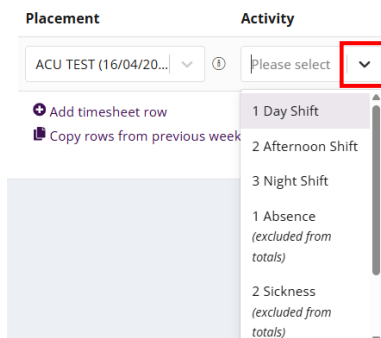 Placement Activity
ACU TEST (16/04/20... Please select
Add timesheet row
Copy rows from previous week
1 Day Shift
2 Afternoon Shift
3 Night Shift
1 Absence
(excluded from
totals)
2 Sickness
(excluded from
totals)